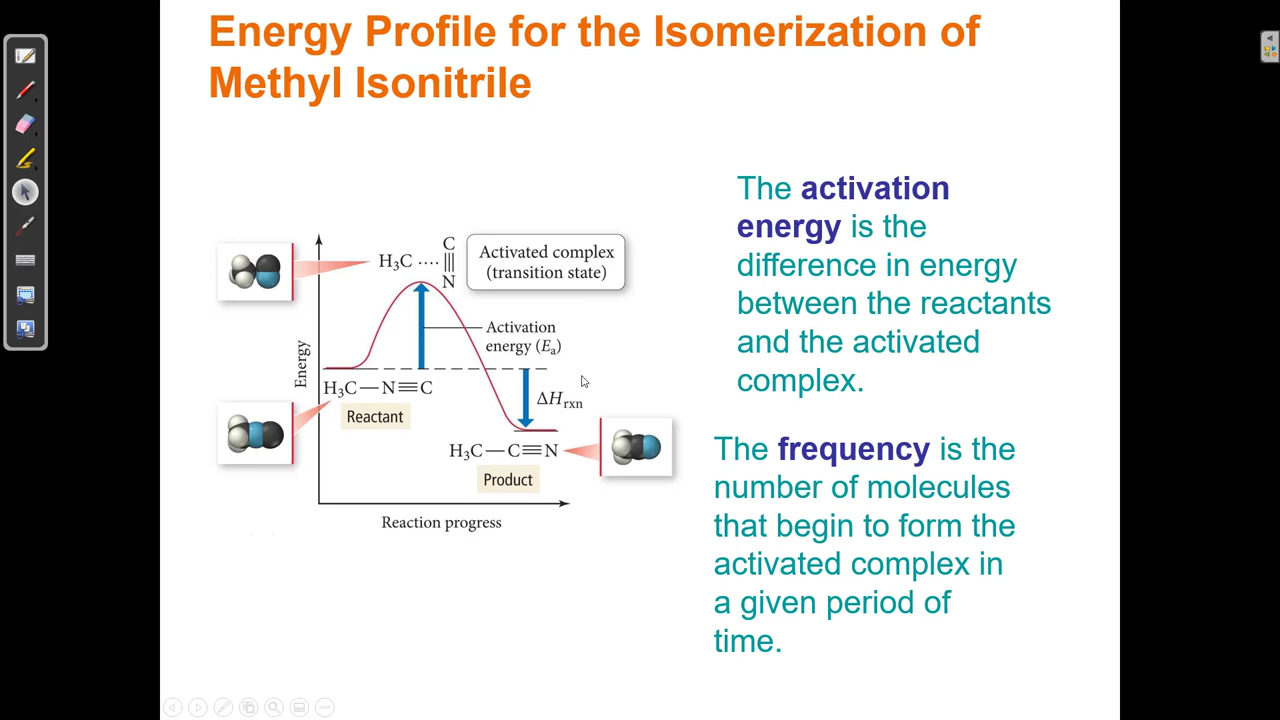 Energy Profile for the Isomerization of
Methyl Isonitrile
The activation
energy is the
difference in energy
between the reactants
and the activated
complex.
The frequency is the
number of molecules
that begin to form the
activated complex in
a given period of
time.
C
H₃C ····|||
N
Activated complex
(transition state)
Activation
energy (Eₐ)
Energy
H₃C—N≡C
Reactant
ΔHrxn
H₃C—C≡N
Product
Reaction progress